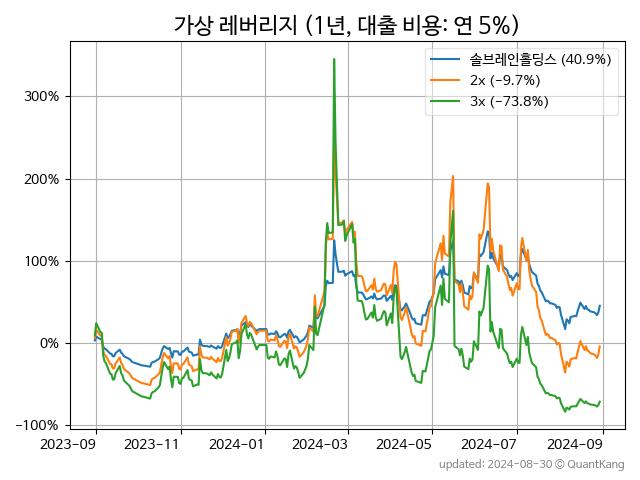 가상 레버리지 (1년, 대출 비용: 연 5%)
솔브레인홀딩스 (40.9%)
2x (−9.7%)
3x (−73.8%)
300%
200%
100%
0%
−100%
2023-09 2023-11 2024-01 2024-03 2024-05 2024-07 2024-09
updated: 2024-08-30 © QuantKang